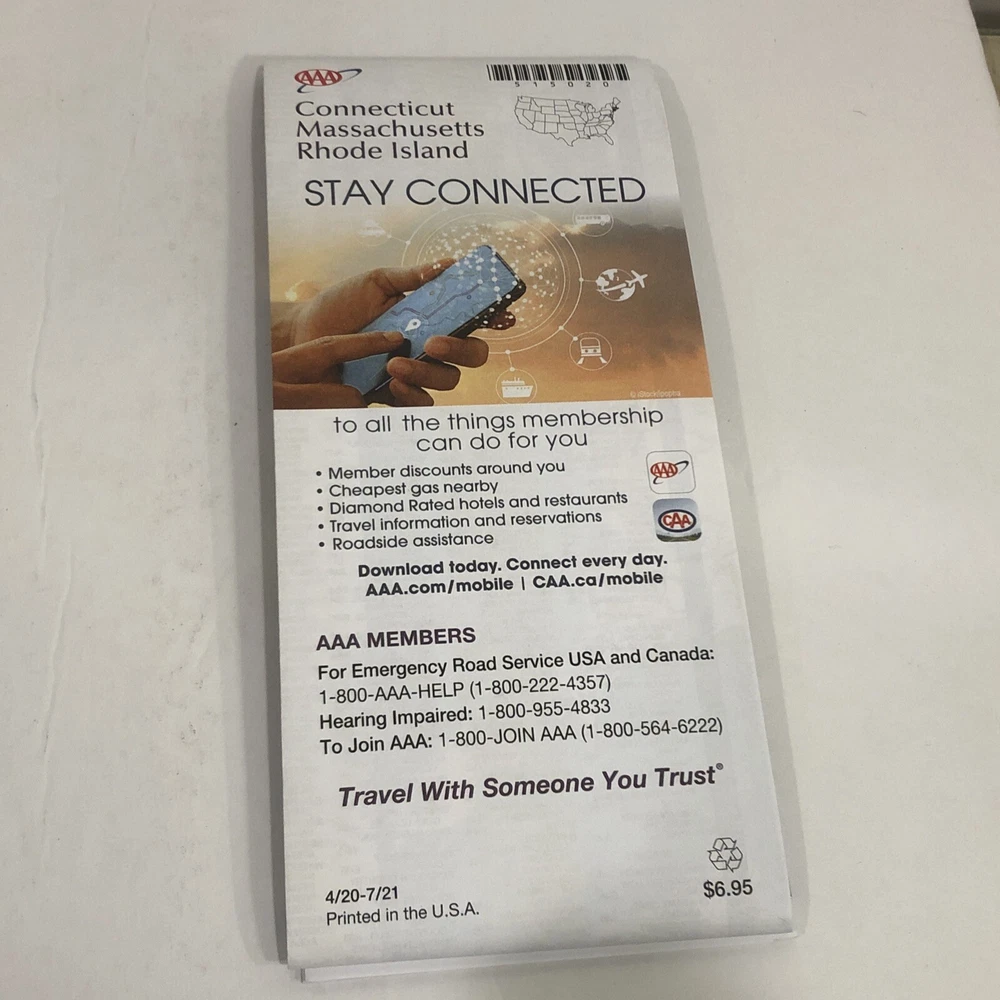 AAA
515020
Connecticut
Massachusetts
Rhode Island
STAY CONNECTED
to all the things membership
can do for you
• Member discounts around you
• Cheapest gas nearby
• Diamond Rated hotels and restaurants
• Travel information and reservations
• Roadside assistance
AAA
CAA
Download today. Connect every day.
AAA.com/mobile | CAA.ca/mobile
AAA MEMBERS
For Emergency Road Service USA and Canada:
1-800-AAA-HELP (1-800-222-4357)
Hearing Impaired: 1-800-955-4833
To Join AAA: 1-800-JOIN AAA (1-800-564-6222)
Travel With Someone You Trust®
4/20-7/21
Printed in the U.S.A.
$6.95